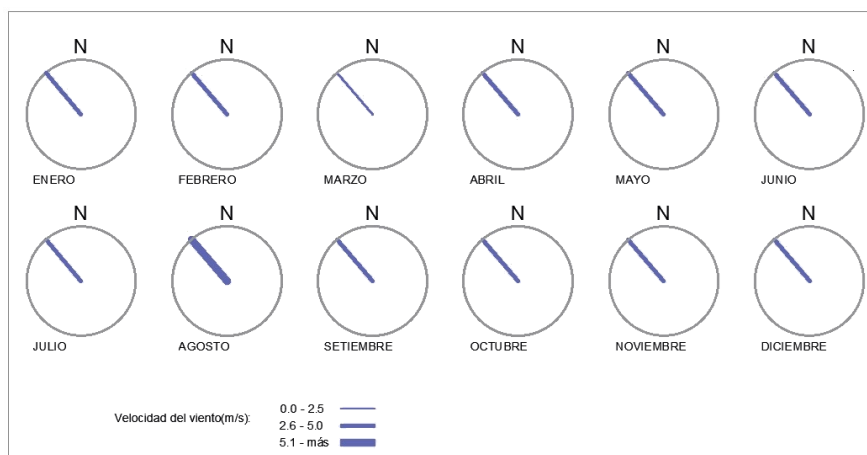 N N N N N N
ENERO FEBRERO MARZO ABRIL MAYO JUNIO
N N N N N N
JULIO AGOSTO SETIEMBRE OCTUBRE NOVIEMBRE DICIEMBRE
Velocidad del viento(m/s):
0.0 - 2.5
2.6 - 5.0
5.1 - más